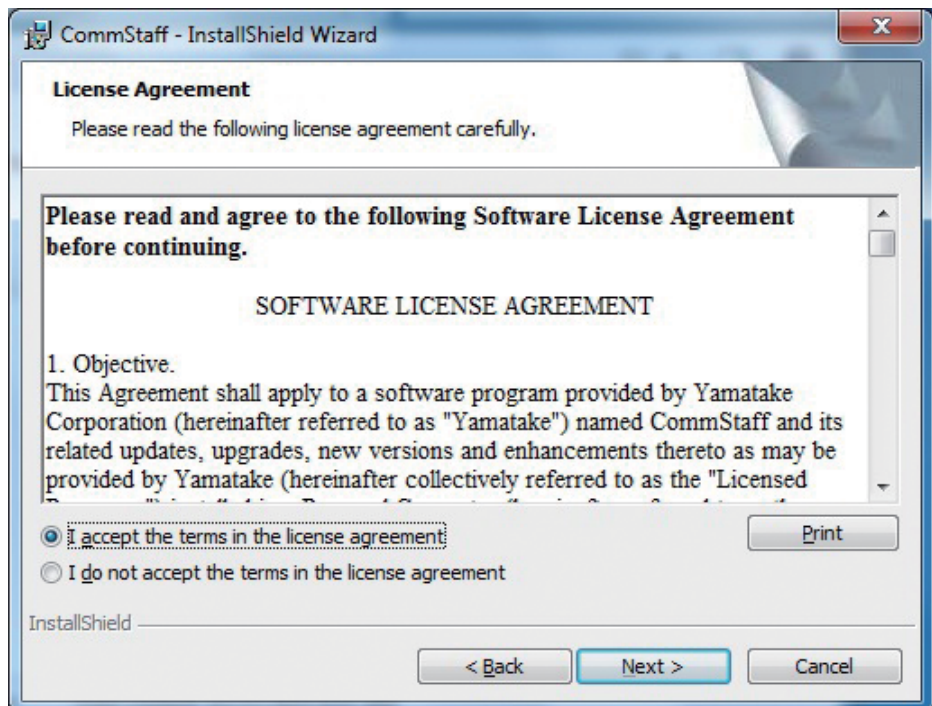 CommStaff - InstallShield Wizard
License Agreement
Please read the following license agreement carefully.
Please read and agree to the following Software License Agreement
before continuing.
SOFTWARE LICENSE AGREEMENT
1. Objective.
This Agreement shall apply to a software program provided by Yamatake
Corporation (hereinafter referred to as "Yamatake") named CommStaff and its
related updates, upgrades, new versions and enhancements thereto as may be
provided by Yamatake (hereinafter collectively referred to as the "Licensed
I accept the terms in the license agreement
Print
I do not accept the terms in the license agreement
InstallShield
< Back
Next >
Cancel